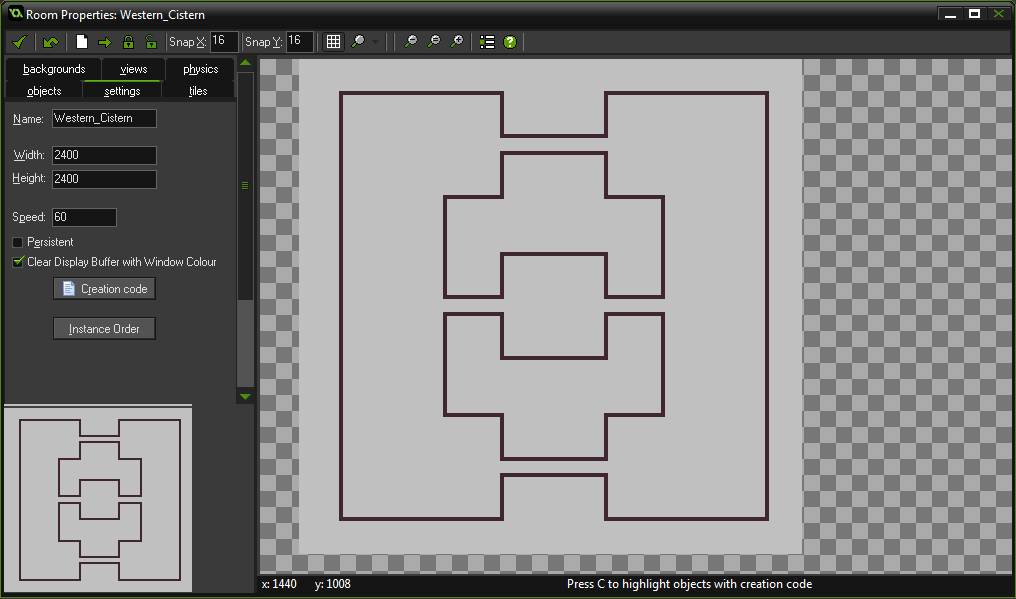 Room Properties: Western_Cistern
Snap X: 16 Snap Y: 16
backgrounds views physics
objects settings tiles
Name: Western_Cistern
Width: 2400
Height: 2400
Speed: 60
Persistent
Clear Display Buffer with Window Colour
Creation code
Instance Order
x: 1440 y: 1008 Press C to highlight objects with creation code